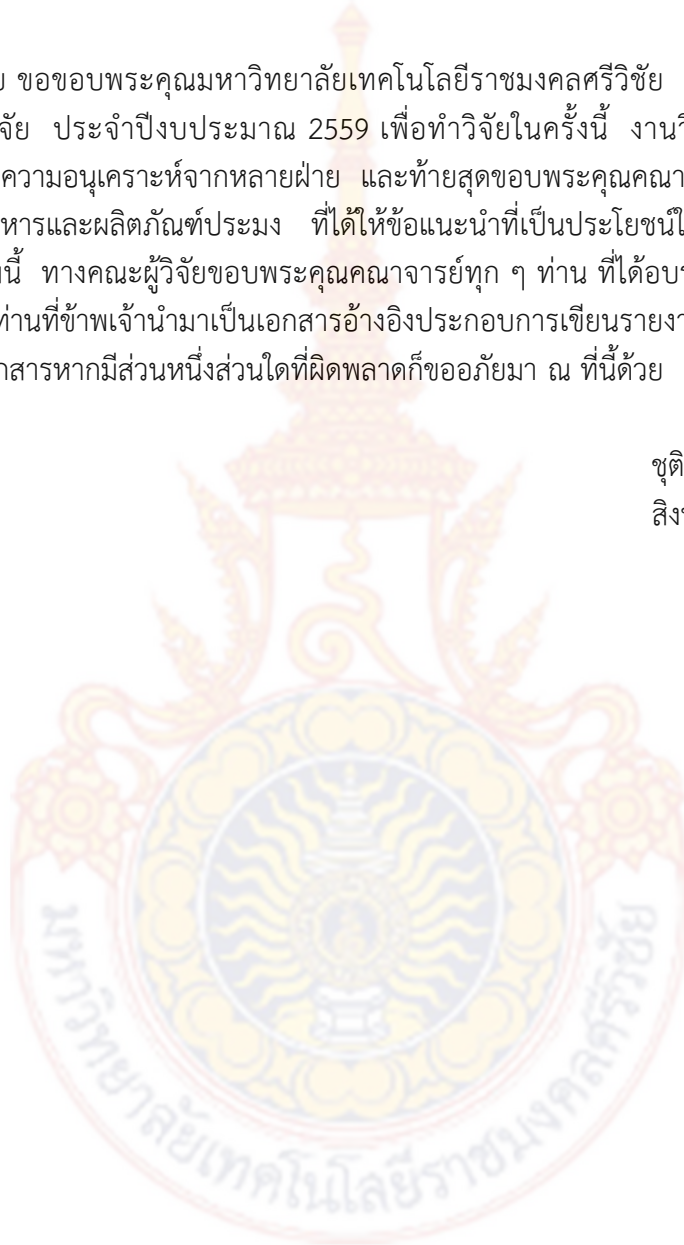 ย ขอขอบพระคุณมหาวิทยาลัยเทคโนโลยีราชมงคลศรีวิชัย
จัย ประจำปีงบประมาณ 2559 เพื่อทำวิจัยในครั้งนี้ งานวิ
ความอนุเคราะห์จากหลายฝ่าย และท้ายสุดขอบพระคุณคณา
หารและผลิตภัณฑ์ประมง ที่ได้ให้ข้อแนะนำที่เป็นประโยชน์ใ
นี้ ทางคณะผู้วิจัยขอบพระคุณคณาจารย์ทุก ๆ ท่าน ที่ได้อบ
ท่านที่ข้าพเจ้านำมาเป็นเอกสารอ้างอิงประกอบการเขียนรายงา
กสารหากมีส่วนหนึ่งส่วนใดที่ผิดพลาดก็ขออภัยมา ณ ที่นี้ด้วย
ชุติ
สิง
มหาวิทยาลัยเทคโนโลยีราชมงคลศรีวิชัย